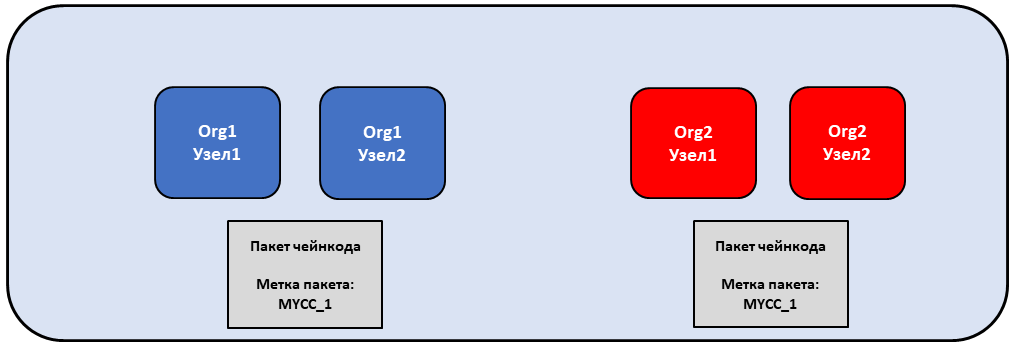 Org1
Узел1
Org1
Узел2
Org2
Узел1
Org2
Узел2
Пакет чейнкода
Метка пакета:
MYCC_1
Пакет чейнкода
Метка пакета:
MYCC_1